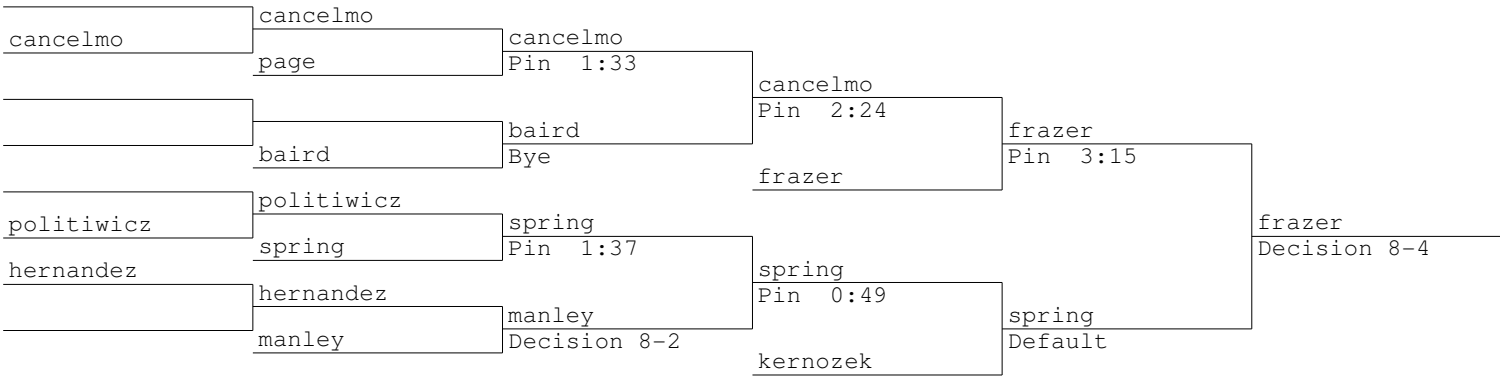 cancelmo
cancelmo
page
cancelmo
Pin 1:33
baird
baird
Bye
cancelmo
Pin 2:24
frazer
frazer
Pin 3:15
politiwicz
politiwicz
spring
spring
Pin 1:37
hernandez
hernandez
manley
manley
Decision 8-2
spring
Pin 0:49
kernozek
spring
Default
frazer
Decision 8-4